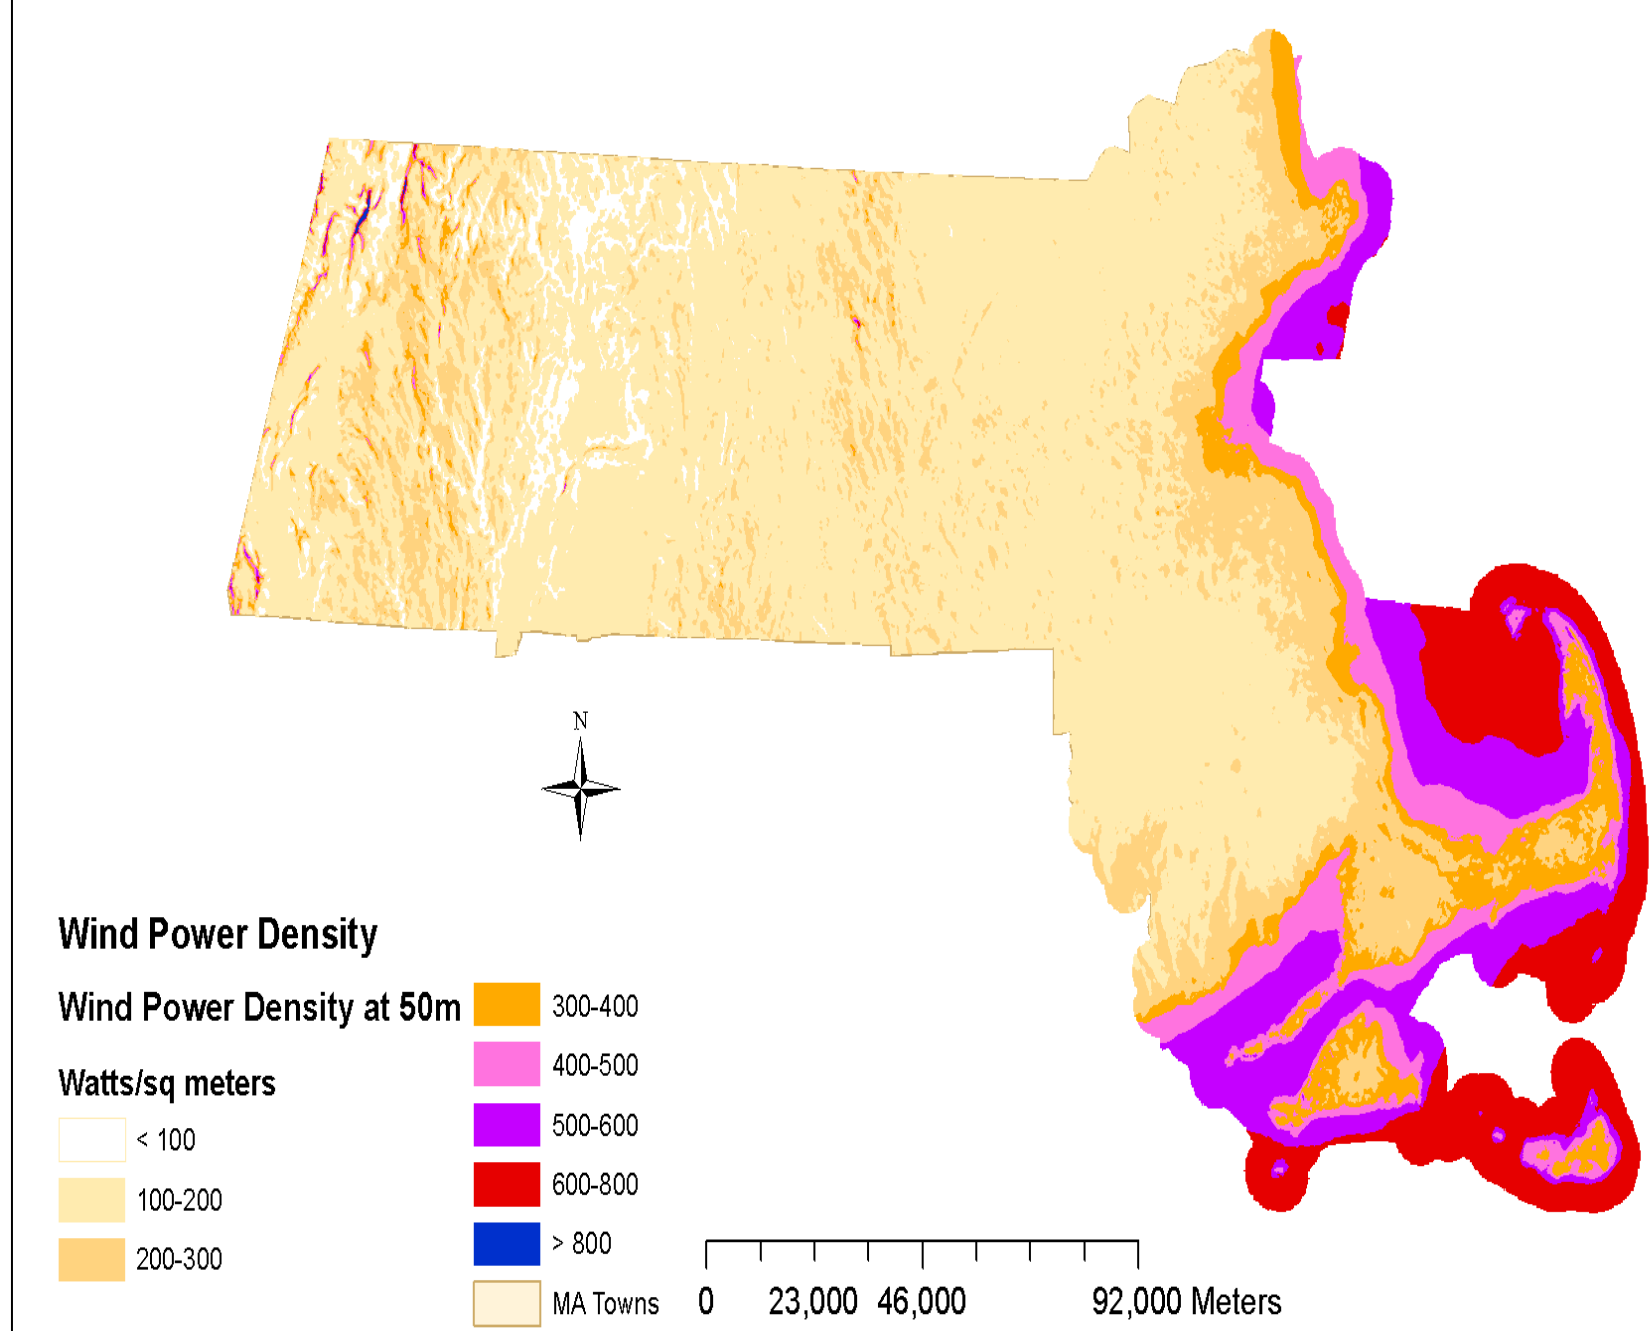 N
Wind Power Density
Wind Power Density at 50m
Watts/sq meters
< 100
100-200
200-300
300-400
400-500
500-600
600-800
> 800
MA Towns
0 23,000 46,000 92,000 Meters